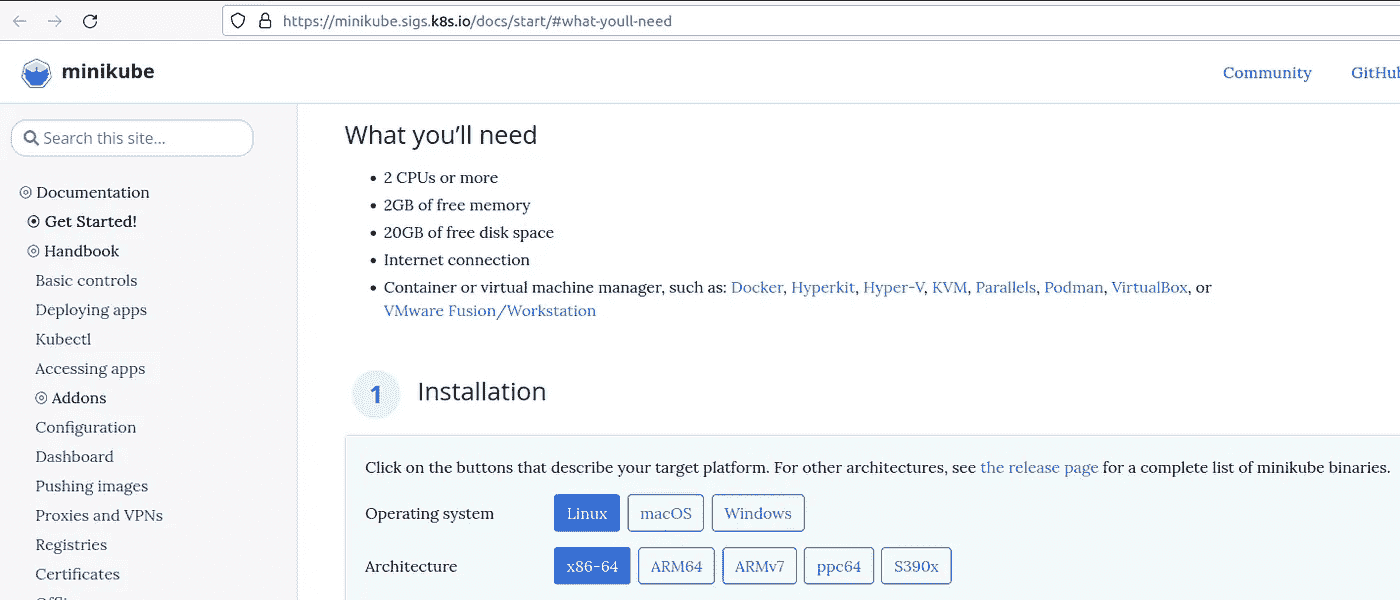 https://minikube.sigs.k8s.io/docs/start/#what-youll-need
minikube
Community
Search this site...
Documentation
Get Started!
Handbook
Basic controls
Deploying apps
Kubectl
Accessing apps
Addons
Configuration
Dashboard
Pushing images
Proxies and VPNs
Registries
Certificates
What you’ll need
• 2 CPUs or more
• 2GB of free memory
• 20GB of free disk space
• Internet connection
• Container or virtual machine manager, such as: Docker, Hyperkit, Hyper-V, KVM, Parallels, Podman, VirtualBox, or
VMware Fusion/Workstation
1 Installation
Click on the buttons that describe your target platform. For other architectures, see the release page for a complete list of minikube binaries.
Operating system Linux macOS Windows
Architecture x86-64 ARM64 ARMv7 ppc64 S390x